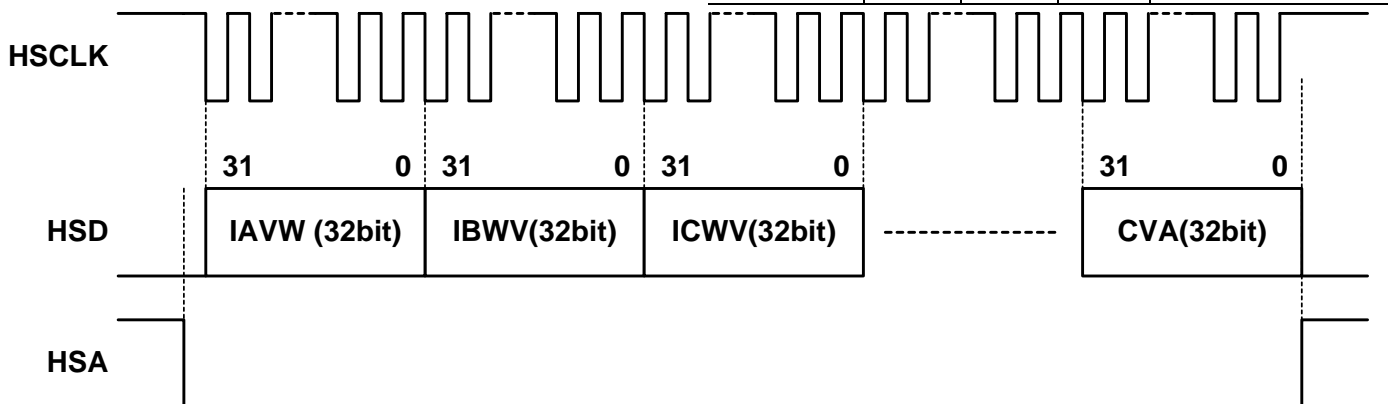 HSCLK
31 0 31 0 31 0 31 0
HSD IAVW (32bit) IBWV(32bit) ICWV(32bit) CVA(32bit)
HSA